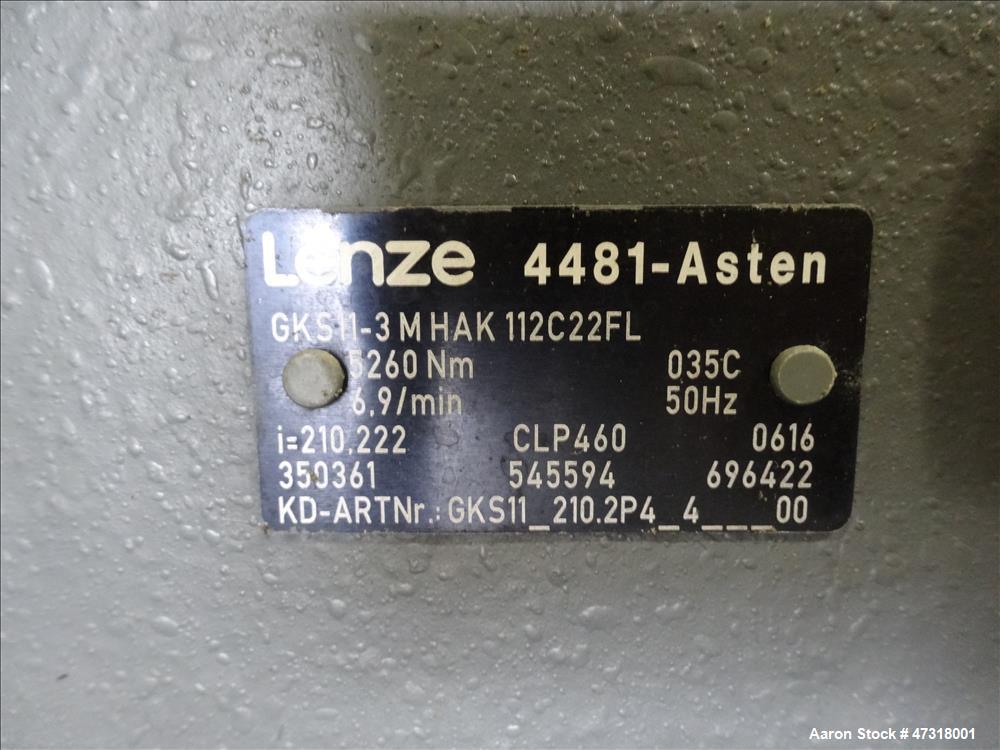 Lenze 4481-Asten
GKS11-3 M HAK 112C22FL
5260 Nm 035C
6,9/min 50Hz
i=210,222 CLP460 0616
350361 545594 696422
KD-ARTNr.: GKS11_210.2P4_4___00
Aaron Stock # 47318001